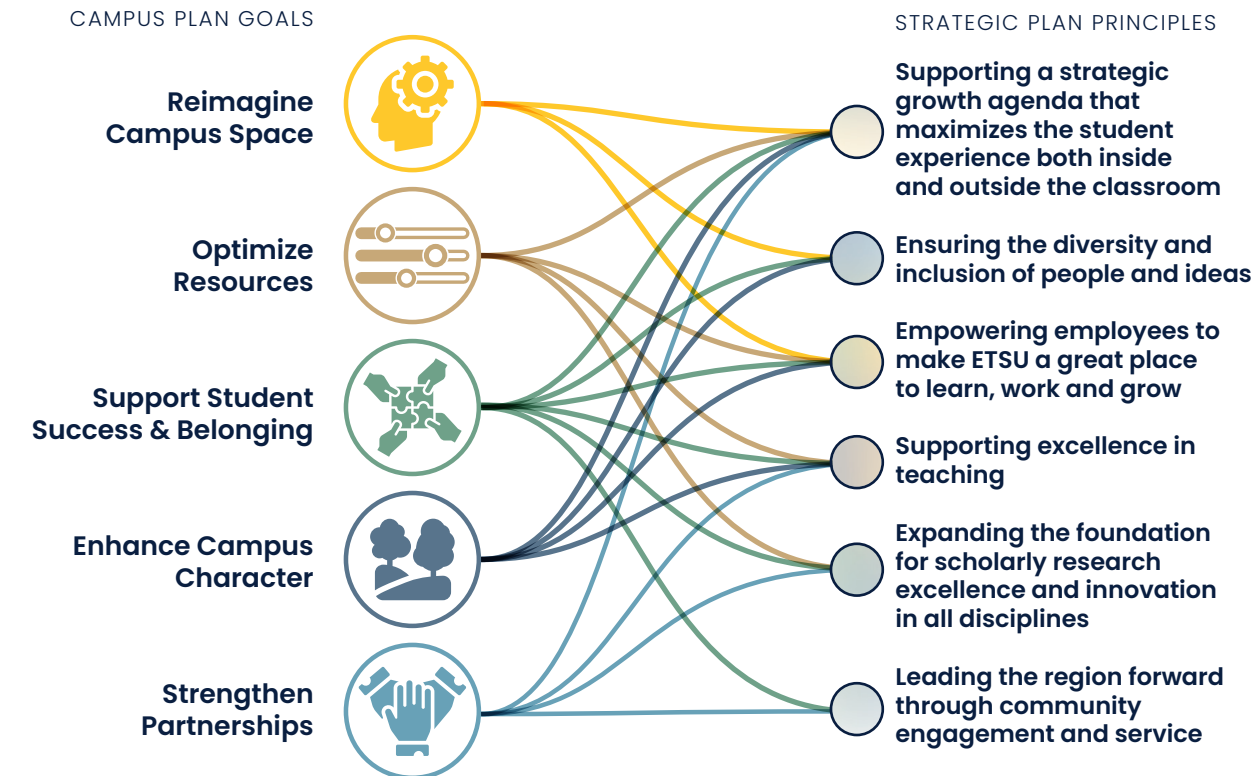 CAMPUS PLAN GOALS
Reimagine
Campus Space
Optimize
Resources
Support Student
Success & Belonging
Enhance Campus
Character
Strengthen
Partnerships
STRATEGIC PLAN PRINCIPLES
Supporting a strategic
growth agenda that
maximizes the student
experience both inside
and outside the classroom
Ensuring the diversity and
inclusion of people and ideas
Empowering employees to
make ETSU a great place
to learn, work and grow
Supporting excellence in
teaching
Expanding the foundation
for scholarly research
excellence and innovation
in all disciplines
Leading the region forward
through community
engagement and service